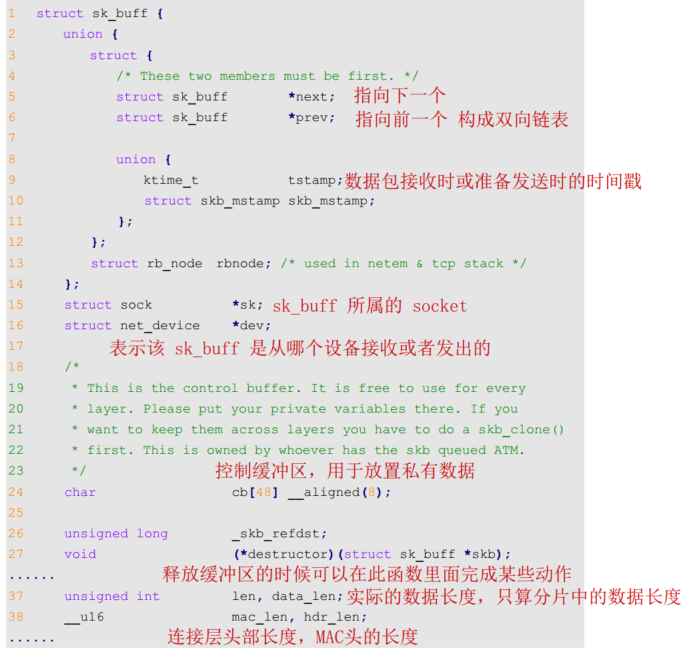 1 struct sk_buff {
2 union {
3 struct {
4 /* These two members must be first. */
5 struct sk_buff *next; 指向下一个
6 struct sk_buff *prev; 指向前一个 构成双向链表
7
8 union {
9 ktime_t tstamp;数据包接收时或准备发送时的时间戳
10 struct skb_mstamp skb_mstamp;
11 };
12 };
13 struct rb_node rbnode; /* used in netem & tcp stack */
14 };
15 struct sock *sk; sk_buff 所属的 socket
16 struct net_device *dev;
17 表示该 sk_buff 是从哪个设备接收或者发出的
18 /*
19 * This is the control buffer. It is free to use for every
20 * layer. Please put your private variables there. If you
21 * want to keep them across layers you have to do a skb_clone()
22 * first. This is owned by whoever has the skb queued ATM.
23 */ 控制缓冲区，用于放置私有数据
24 char cb[48] __aligned(8);
25
26 unsigned long _skb_refdst;
27 void (*destructor)(struct sk_buff *skb);
...... 释放缓冲区的时候可以在此函数里面完成某些动作
37 unsigned int len, data_len;实际的数据长度，只算分片中的数据长度
38 __u16 mac_len, hdr_len;
...... 连接层头部长度，MAC头的长度